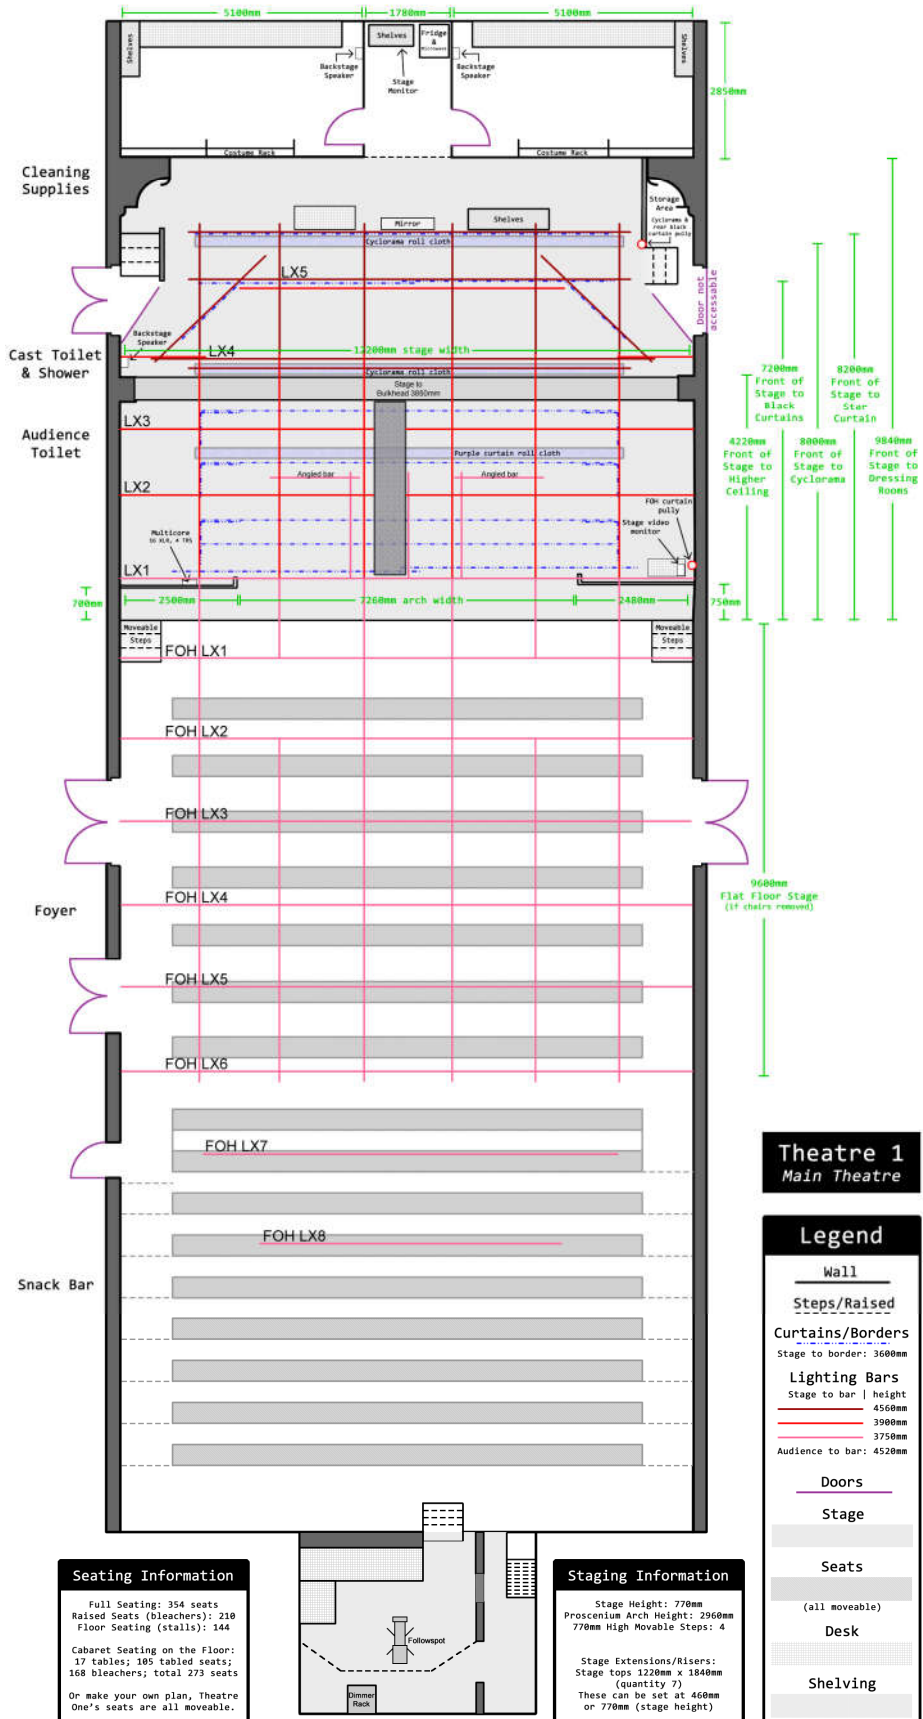 5100mm
1780mm
5100mm
Shelves
Shelves
Fridge
&
Microwave
Shelves
Backstage
Speaker
Stage
Monitor
Backstage
Speaker
2850mm
Costume Rack
Costume Rack
Cleaning
Supplies
Storage
Area
Cyclorama &
rear black
curtain pully
Mirror
Shelves
Cyclorama roll cloth
LX5
Door not
accessable
Backstage
Speaker
LX4
12200mm stage width
Cast Toilet
& Shower
Cyclorama roll cloth
Stage to
Bulkhead 3860mm
7200mm
Front of
Stage to
Black
Curtains
8200mm
Front of
Stage to
Star
Curtain
LX3
Audience
Toilet
4220mm
Front of
Stage to
Higher
Ceiling
8000mm
Front of
Stage to
Cyclorama
9840mm
Front of
Stage to
Dressing
Rooms
Purple curtain roll cloth
Angled bar
Angled bar
LX2
FOH curtain
pully
Stage video
monitor
Multicore
LX1
700mm
2500mm
7260mm arch width
2480mm
750mm
Moveable
Steps
Moveable
Steps
FOH LX1
FOH LX2
FOH LX3
FOH LX4
9600mm
Flat Floor Stage
(if chairs removed)
Foyer
FOH LX5
FOH LX6
FOH LX7
FOH LX8
Snack Bar
Theatre 1
Main Theatre
Legend
Wall
Steps/Raised
Curtains/Borders
Stage to border: 3600mm
Lighting Bars
Stage to bar | height
4560mm
3900mm
3750mm
Audience to bar: 4520mm
Doors
Stage
Seats
(all moveable)
Desk
Shelving
Seating Information
Full Seating: 354 seats
Raised Seats (bleachers): 210
Floor Seating (stalls): 144
Cabaret Seating on the Floor:
17 tables; 105 tabled seats;
168 bleachers; total 273 seats
Or make your own plan, Theatre
One's seats are all moveable.
Followspot
Dimmer
Rack
Staging Information
Stage Height: 770mm
Proscenium Arch Height: 2960mm
770mm High Movable Steps: 4
Stage Extensions/Risers:
Stage tops 1220mm x 1840mm
(quantity 7)
These can be set at 460mm
or 770mm (stage height)